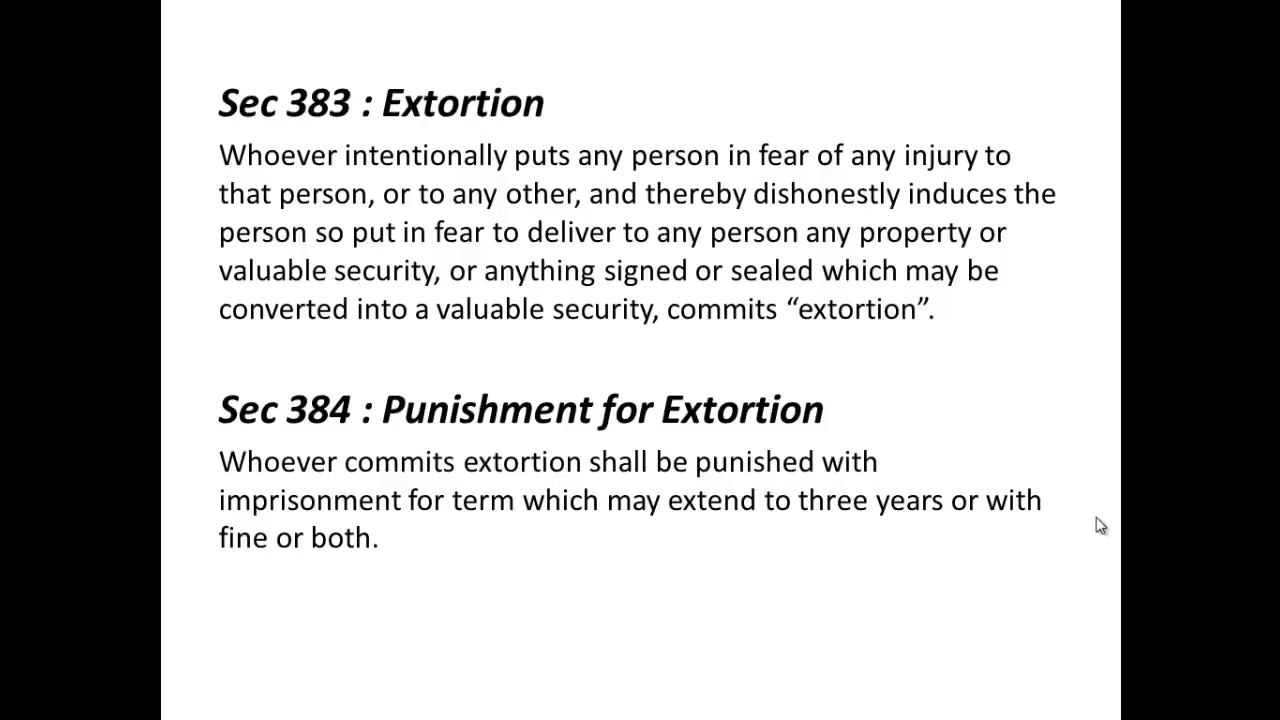 Sec 383 : Extortion
Whoever intentionally puts any person in fear of any injury to
that person, or to any other, and thereby dishonestly induces the
person so put in fear to deliver to any person any property or
valuable security, or anything signed or sealed which may be
converted into a valuable security, commits “extortion”.
Sec 384 : Punishment for Extortion
Whoever commits extortion shall be punished with
imprisonment for term which may extend to three years or with
fine or both.